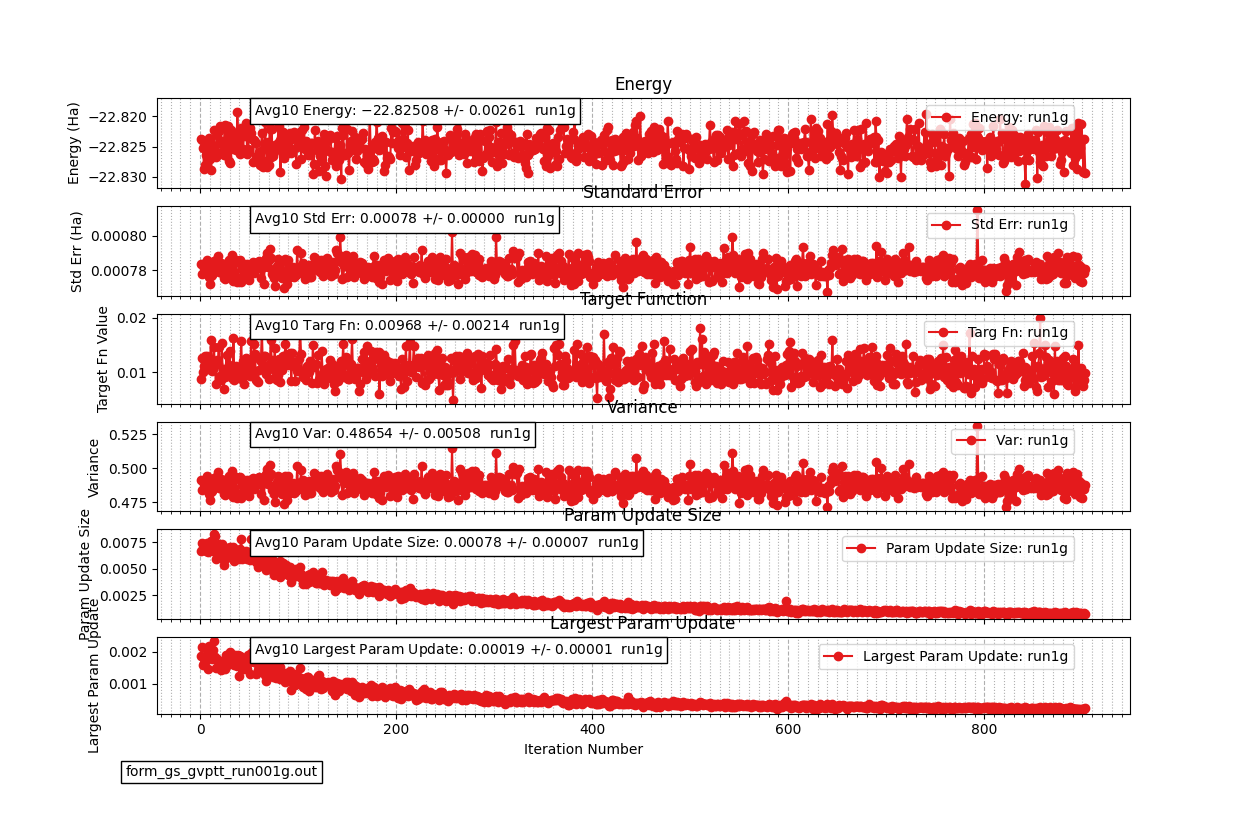 Energy
Avg10 Energy: −22.82508 +/- 0.00261  run1g
Energy: run1g
Energy (Ha)
−22.820
−22.825
−22.830
Standard Error
Avg10 Std Err: 0.00078 +/- 0.00000  run1g
Std Err: run1g
Std Err (Ha)
0.00080
0.00078
Target Function
Avg10 Targ Fn: 0.00968 +/- 0.00214  run1g
Targ Fn: run1g
Target Fn Value
0.02
0.01
Variance
Avg10 Var: 0.48654 +/- 0.00508  run1g
Var: run1g
Variance
0.525
0.500
0.475
Param Update Size
Avg10 Param Update Size: 0.00078 +/- 0.00007  run1g
Param Update Size: run1g
Param Update Size
0.0075
0.0050
0.0025
Largest Param Update
Avg10 Largest Param Update: 0.00019 +/- 0.00001  run1g
Largest Param Update: run1g
Largest Param Update
0.002
0.001
0 200 400 600 800
Iteration Number
form_gs_gvptt_run001g.out